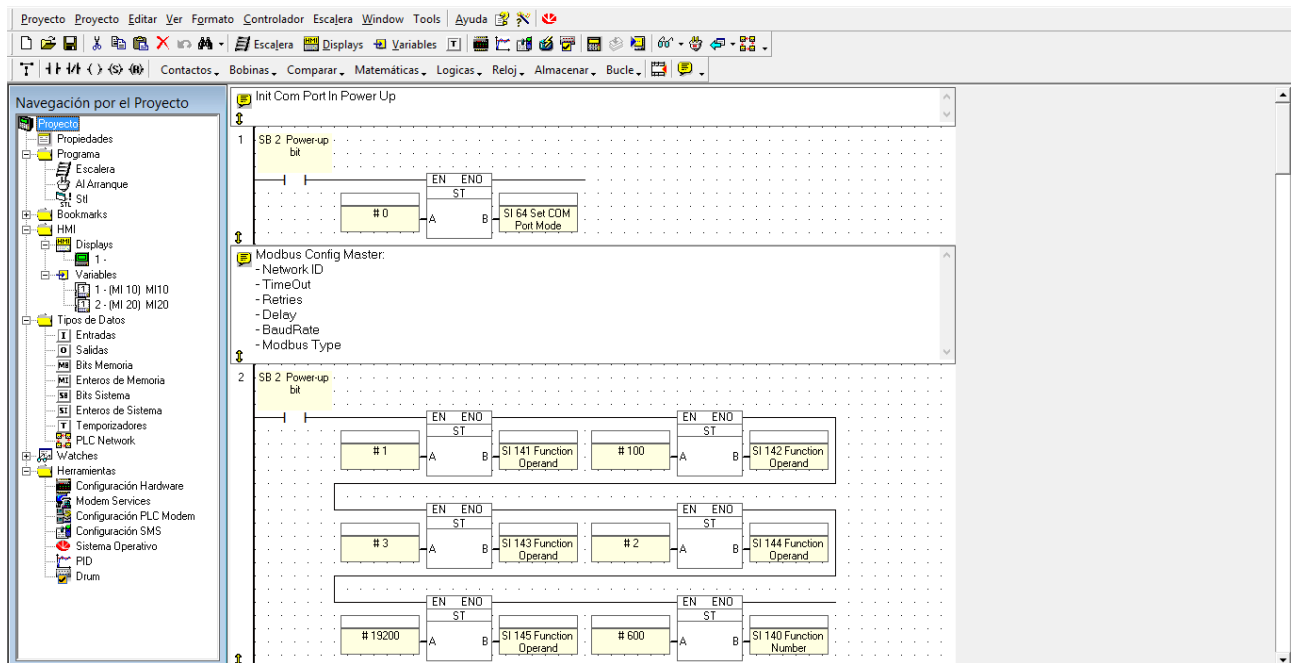 Proyecto Proyecto Editar Ver Formato Controlador Escalera Window Tools Ayuda
Escalera Displays Variables
Contactos Bobinas Comparar Matemáticas Logicas Reloj Almacenar Bucle
Navegación por el Proyecto
Proyecto
Propiedades
Programa
Escalera
Al Arranque
Stl
Bookmarks
HMI
Displays
1 -
Variables
1 - (MI 10) MI10
2 - (MI 20) MI20
Tipos de Datos
Entradas
Salidas
Bits Memoria
Enteros de Memoria
Bits Sistema
Enteros de Sistema
Temporizadores
PLC Network
Watches
Herramientas
Configuración Hardware
Modem Services
Configuración PLC Modem
Configuración SMS
Sistema Operativo
PID
Drum
Init Com Port In Power Up
1
SB 2 Power-up
bit
EN ENO
ST
# 0
A B
SI 64 Set COM
Port Mode
Modbus Config Master:
- Network ID
- TimeOut
- Retries
- Delay
- BaudRate
- Modbus Type
2
SB 2 Power-up
bit
EN ENO EN ENO
ST ST
# 1 A B SI 141 Function # 100 A B SI 142 Function
Operand Operand
EN ENO EN ENO
ST ST
# 3 A B SI 143 Function # 2 A B SI 144 Function
Operand Operand
EN ENO EN ENO
ST ST
# 19200 A B SI 145 Function # 600 A B SI 140 Function
Operand Number